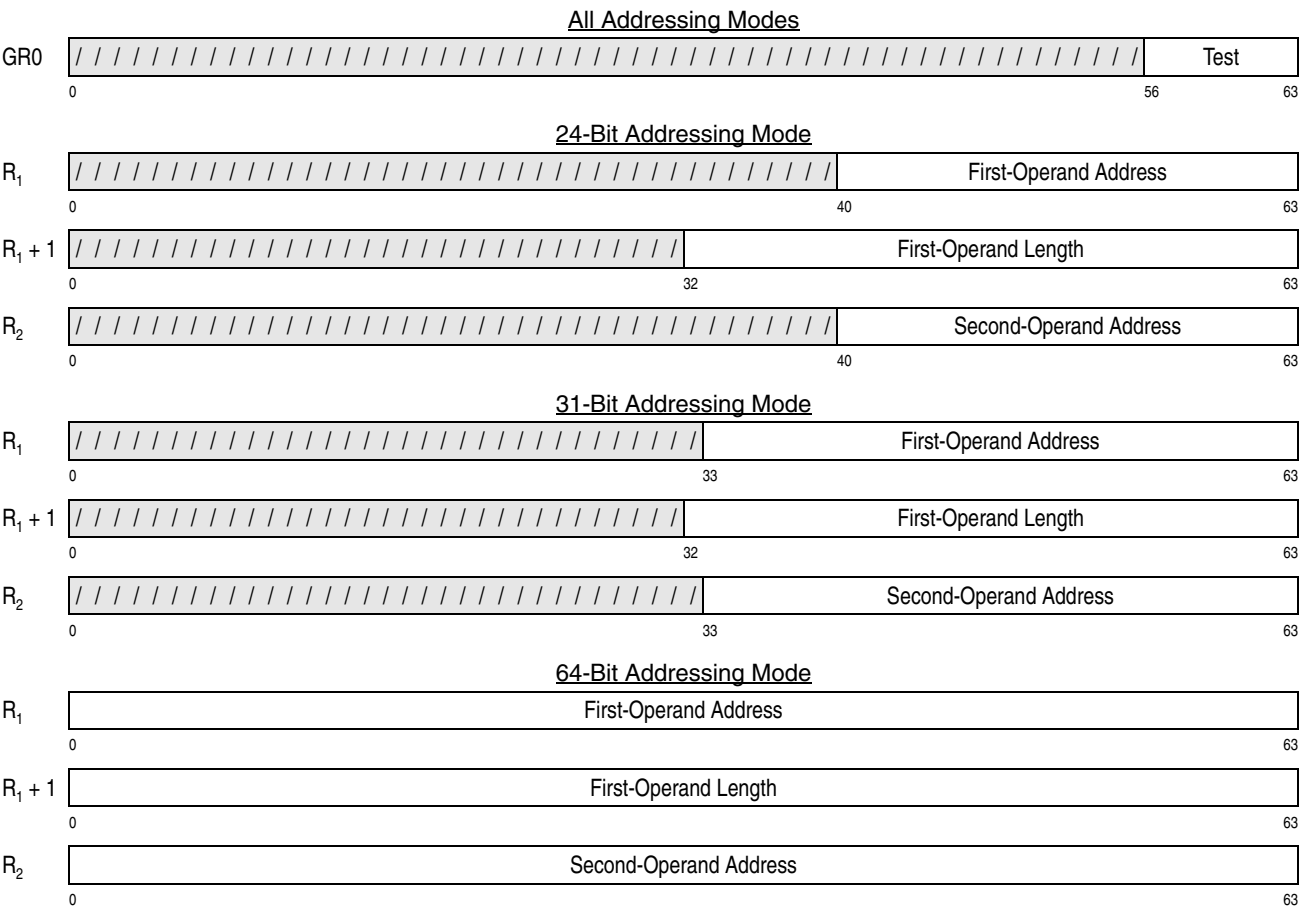 All Addressing Modes
GR0 / / / / / / / / / / / / / / / / / / / / / / / / / / / / / / / / / / / / / / / / / / / / / / / / / / / / / / / / Test
0 56 63
24-Bit Addressing Mode
R₁ / / / / / / / / / / / / / / / / / / / / / / / / / / / / / / / / / / / / / / / / First-Operand Address
0 40 63
R₁ + 1 / / / / / / / / / / / / / / / / / / / / / / / / / / / / / / / / First-Operand Length
0 32 63
R₂ / / / / / / / / / / / / / / / / / / / / / / / / / / / / / / / / / / / / / / / / Second-Operand Address
0 40 63
31-Bit Addressing Mode
R₁ / / / / / / / / / / / / / / / / / / / / / / / / / / / / / / / / / First-Operand Address
0 33 63
R₁ + 1 / / / / / / / / / / / / / / / / / / / / / / / / / / / / / / / / First-Operand Length
0 32 63
R₂ / / / / / / / / / / / / / / / / / / / / / / / / / / / / / / / / / Second-Operand Address
0 33 63
64-Bit Addressing Mode
R₁ First-Operand Address
0 63
R₁ + 1 First-Operand Length
0 63
R₂ Second-Operand Address
0 63